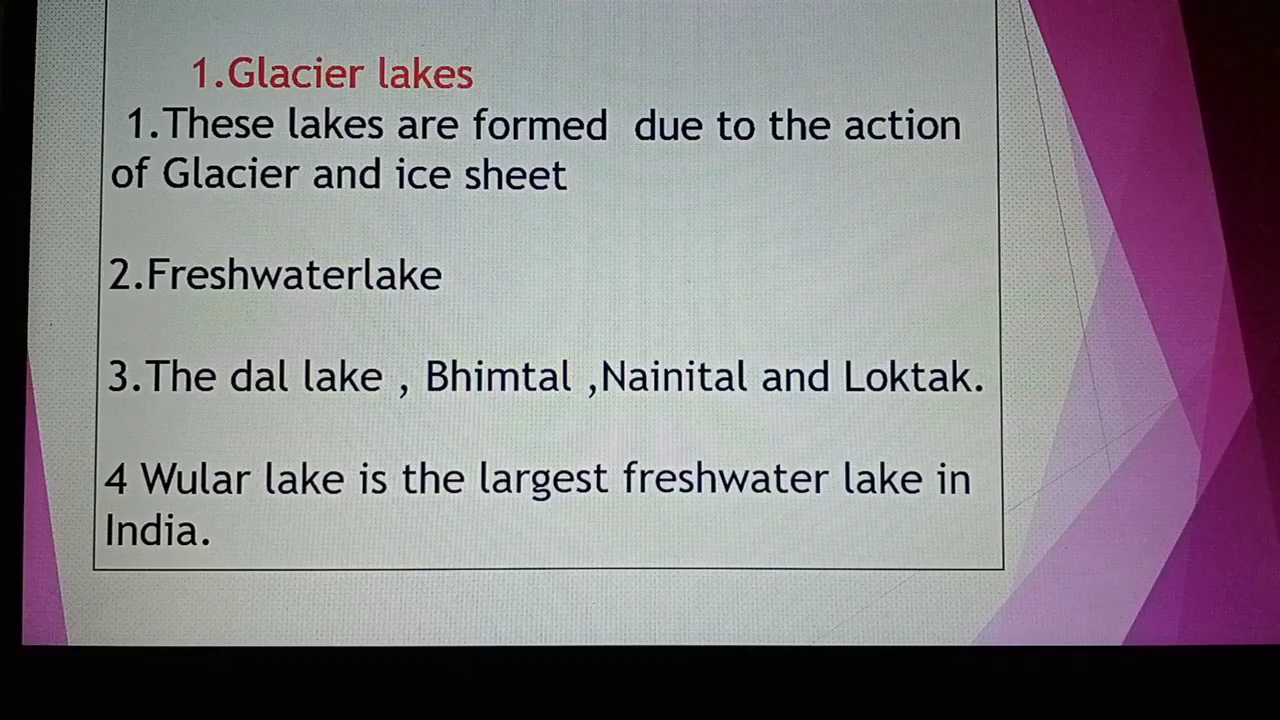 1.Glacier lakes
1.These lakes are formed due to the action
of Glacier and ice sheet
2.Freshwaterlake
3.The dal lake , Bhimtal ,Nainital and Loktak.
4 Wular lake is the largest freshwater lake in
India.